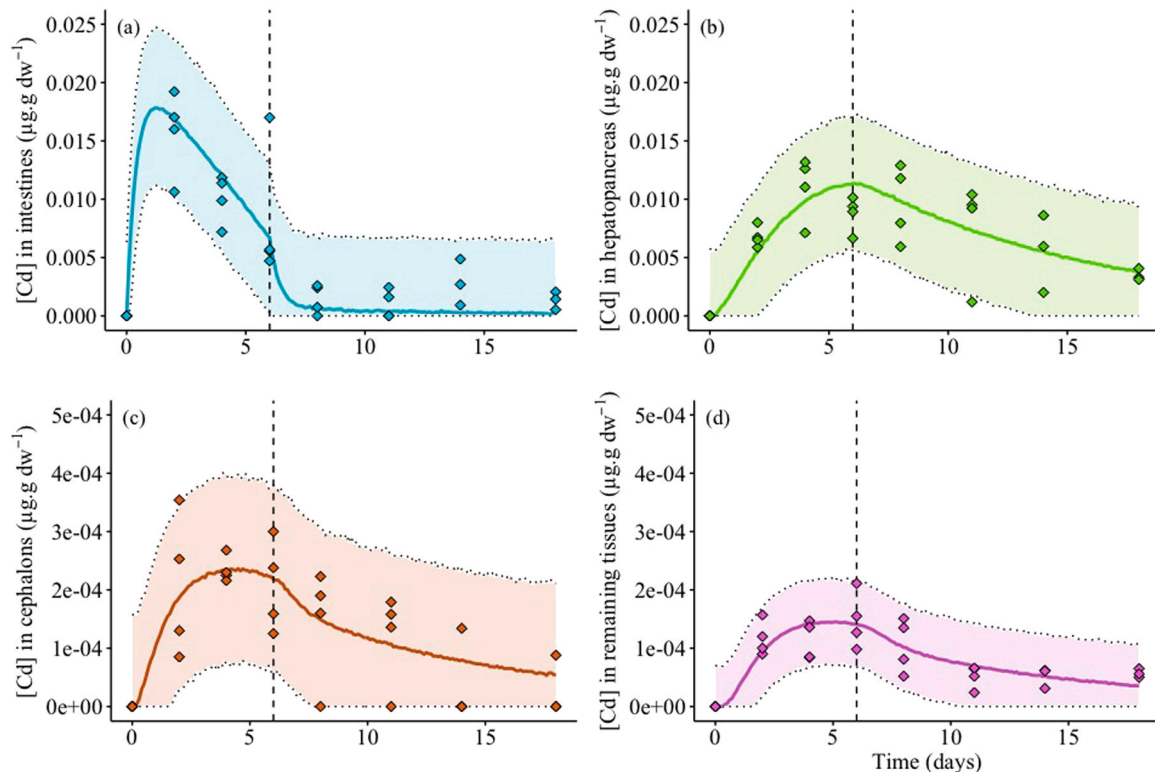 (a)
[Cd] in intestines (µg.g dw⁻¹)
0.025
0.020
0.015
0.010
0.005
0.000
0
5
10
15
(b)
[Cd] in hepatopancreas (µg.g dw⁻¹)
0.025
0.020
0.015
0.010
0.005
0.000
0
5
10
15
(c)
[Cd] in cephalons (µg.g dw⁻¹)
5e-04
4e-04
3e-04
2e-04
1e-04
0e+00
0
5
10
15
(d)
[Cd] in remaining tissues (µg.g dw⁻¹)
5e-04
4e-04
3e-04
2e-04
1e-04
0e+00
0
5
10
15
Time (days)